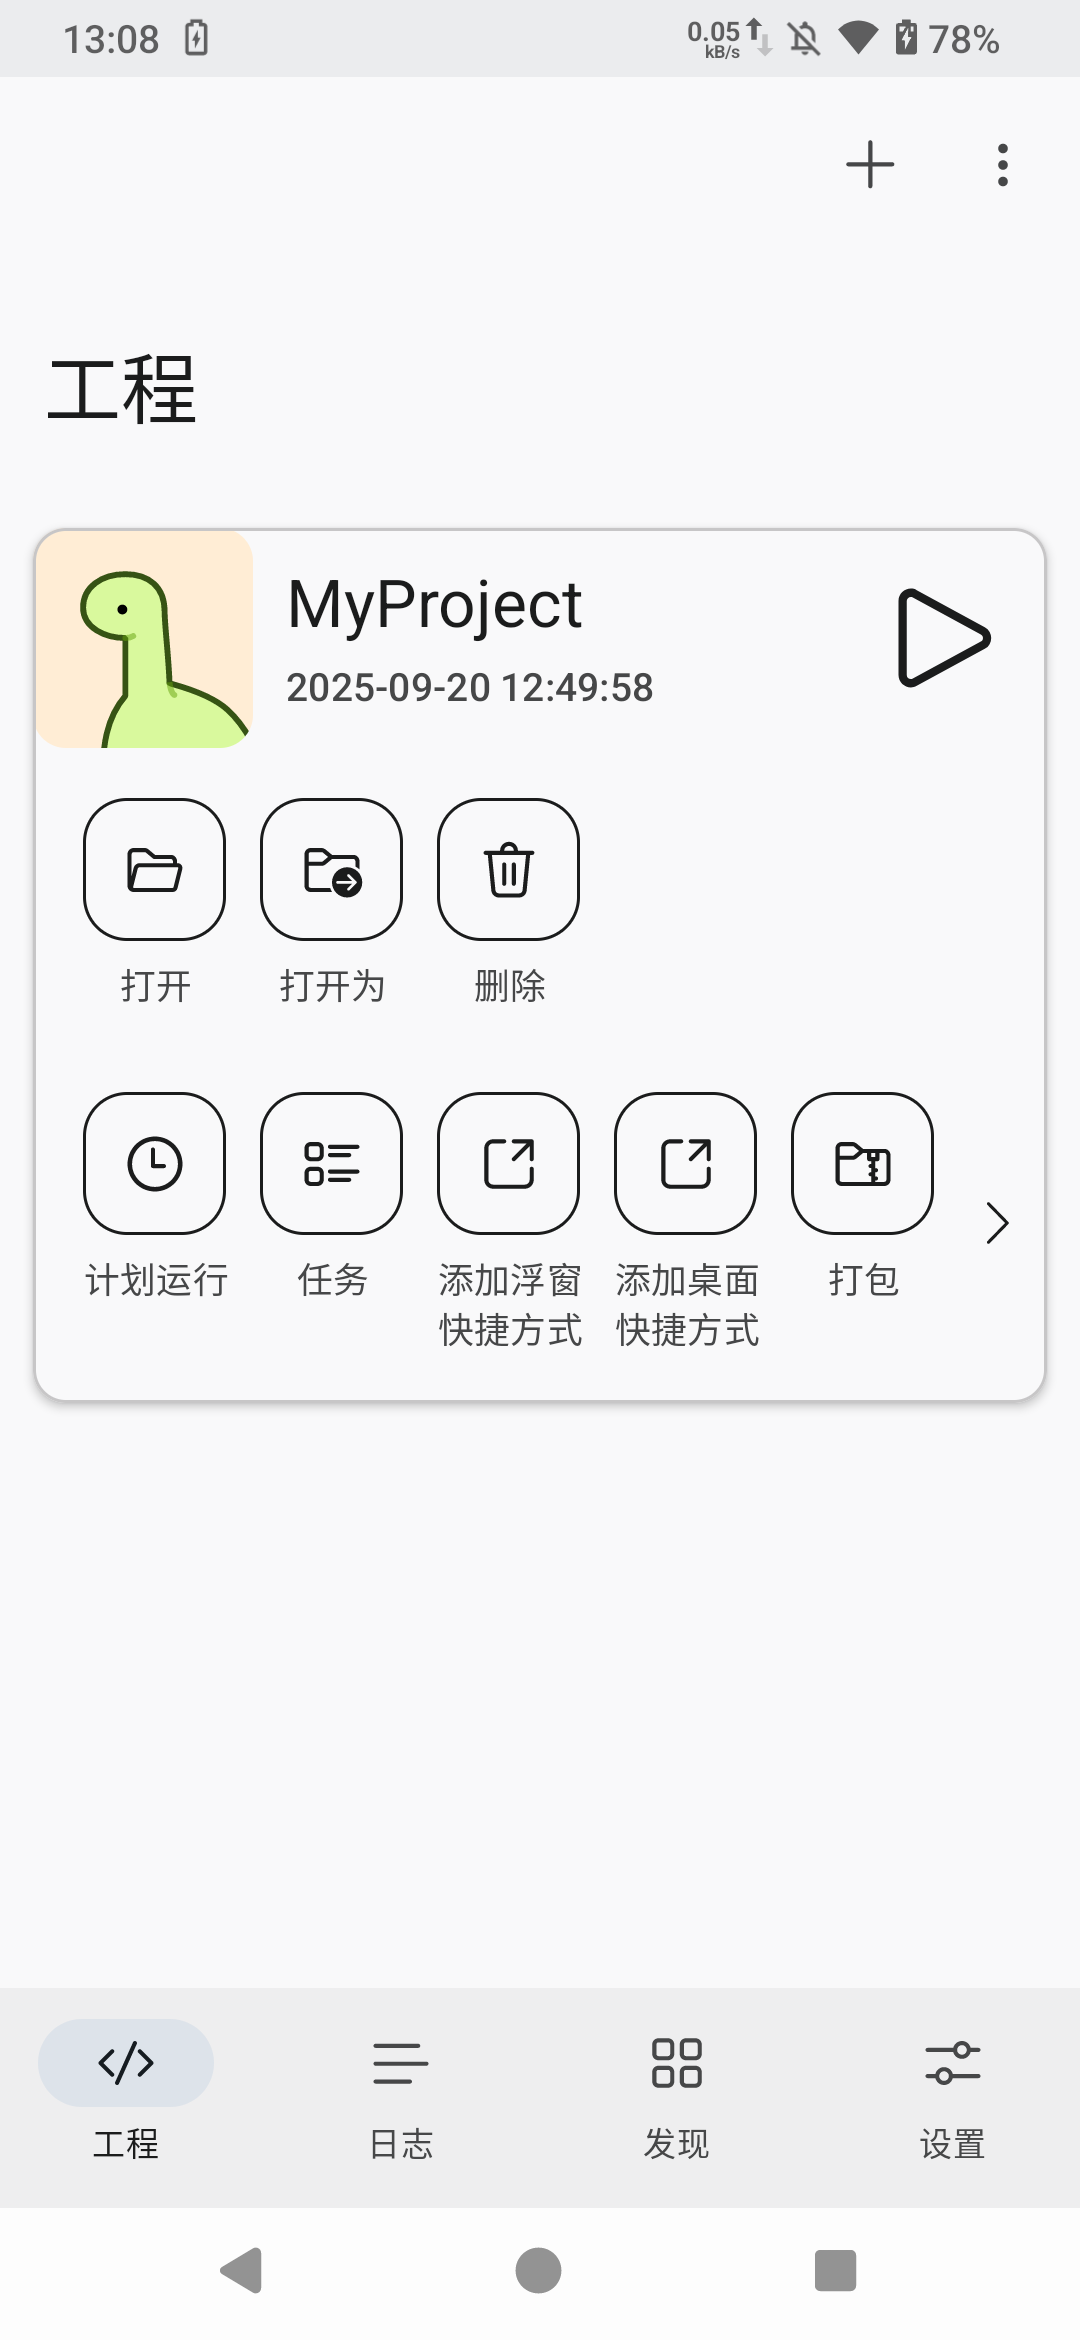 13:08
0.05
kB/s
78%
工程
MyProject
2025-09-20 12:49:58
打开 打开为 删除
计划运行 任务 添加浮窗 添加桌面 打包
快捷方式 快捷方式
工程 日志 发现 设置